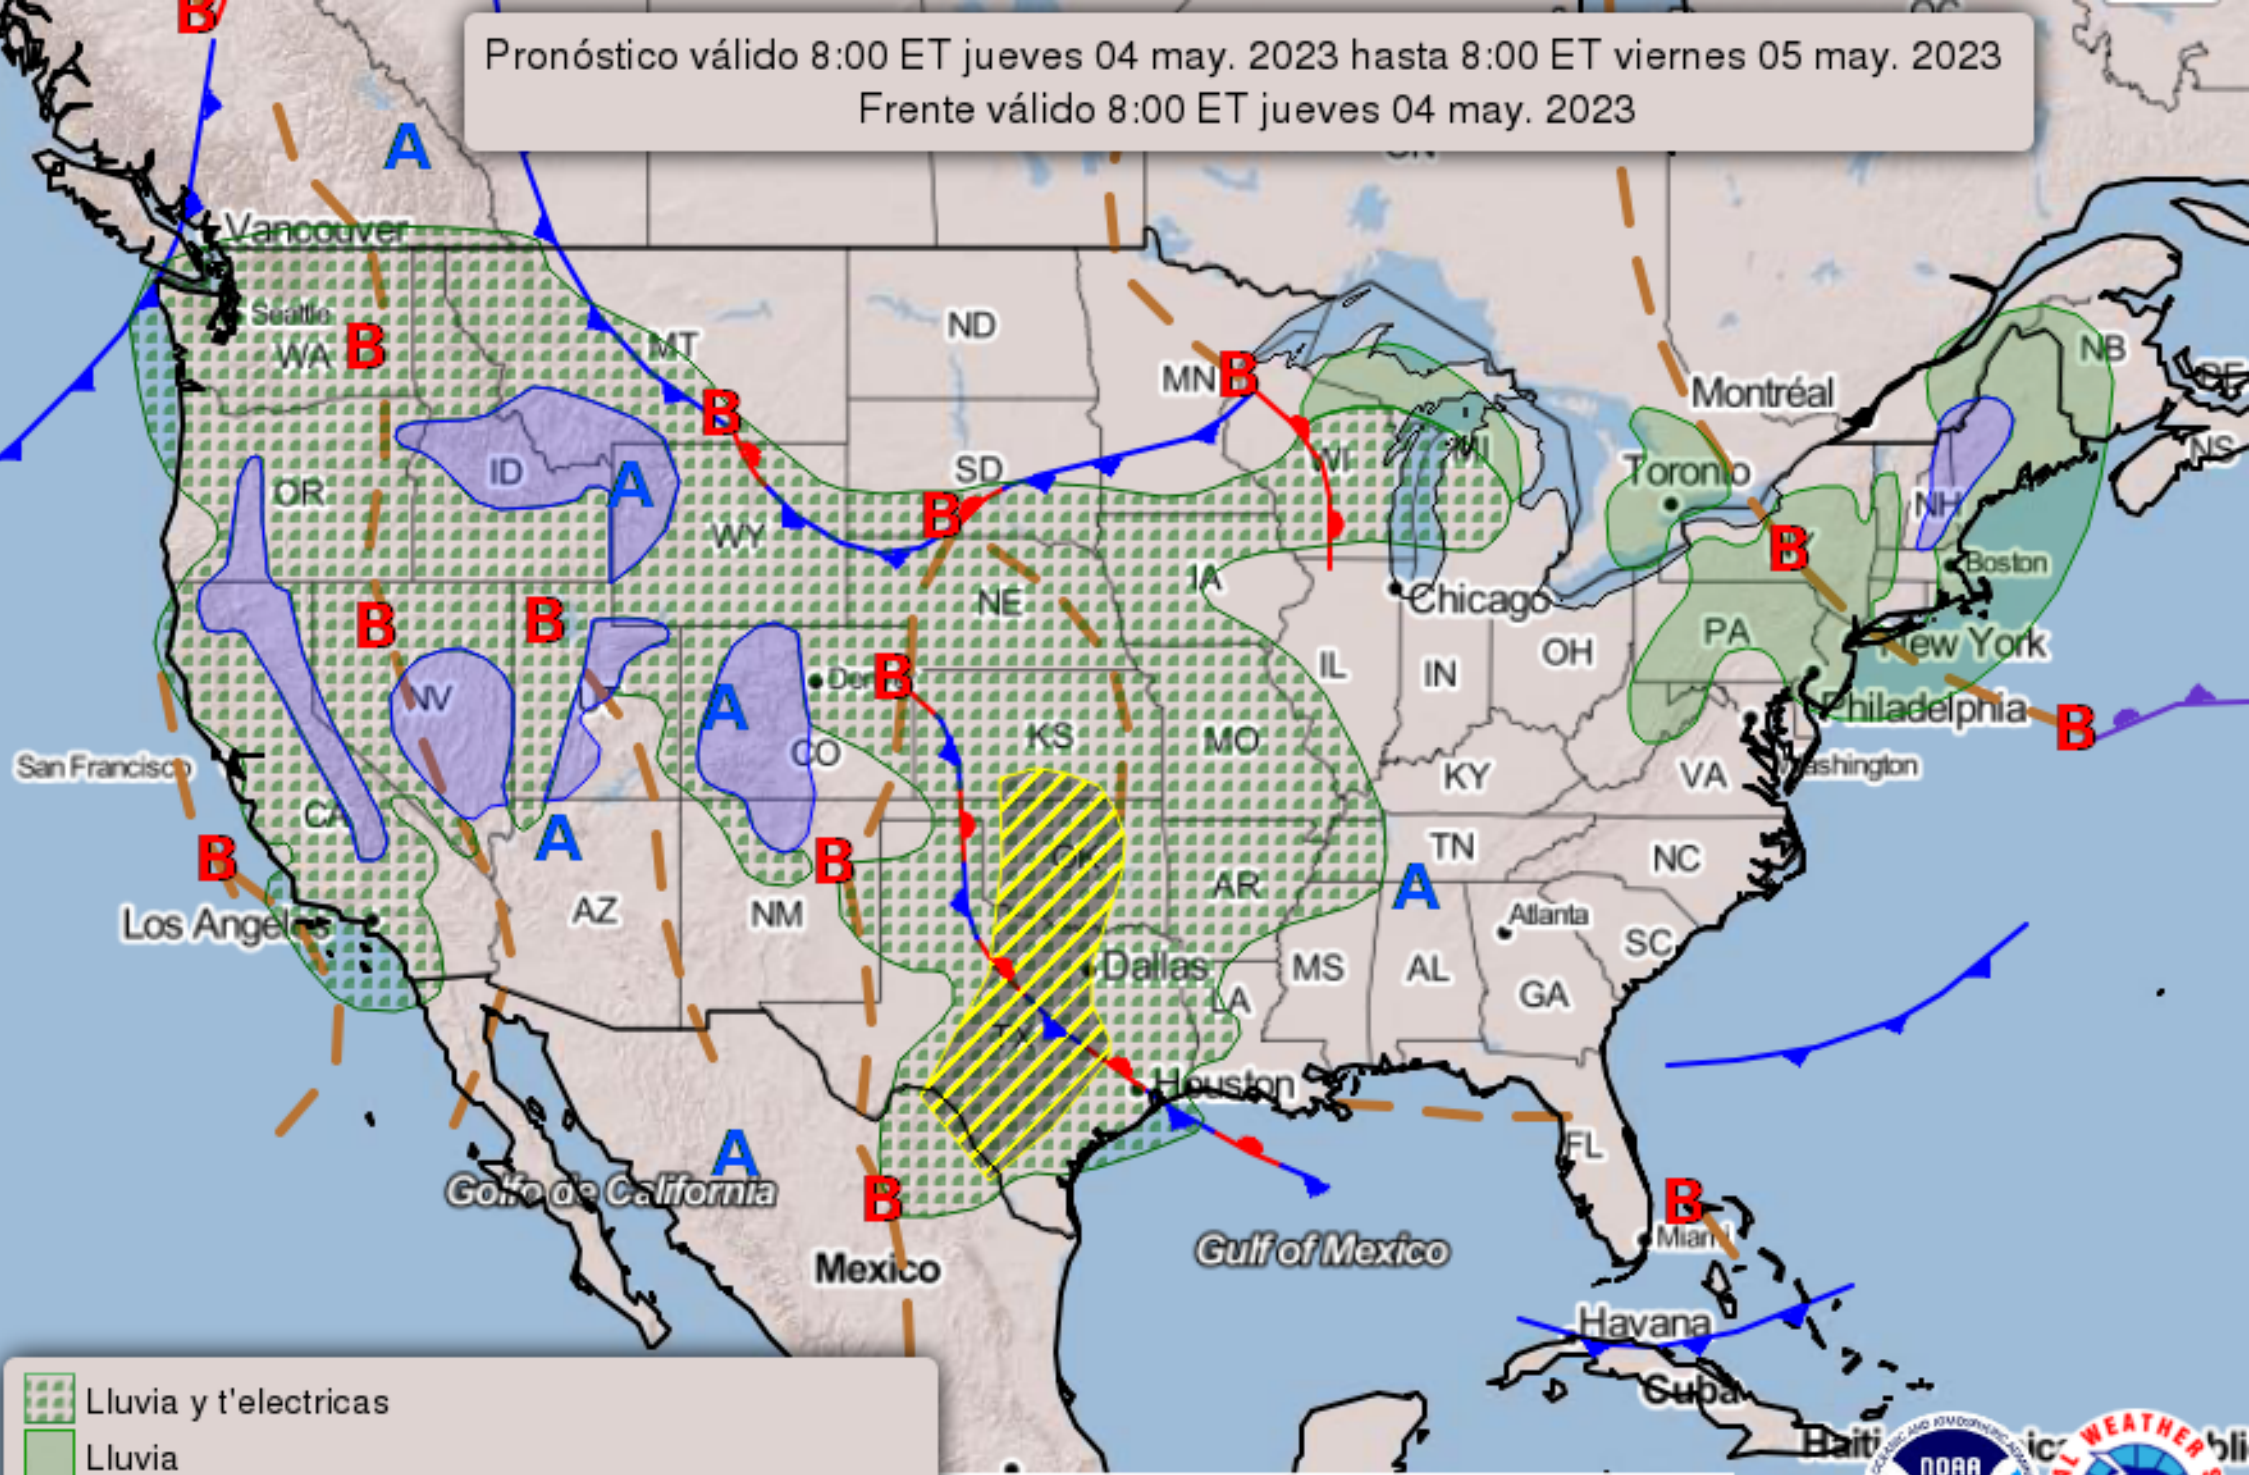 B
Pronóstico válido 8:00 ET jueves 04 may. 2023 hasta 8:00 ET viernes 05 may. 2023
Frente válido 8:00 ET jueves 04 may. 2023
A
Vancouver
Seattle
WA
B
MT
ND
MN
B
NB
Montréal
B
ID
A
OR
SD
WI
MI
Toronto
NS
NH
B
WY
B
Boston
IA
NE
Chicago
B
B
PA
New York
B
OH
IL
IN
NV
A
CO
KS
MO
Philadelphia
B
San Francisco
KY
VA
Washington
CA
A
B
B
OK
TN
NC
AR
A
Los Angeles
AZ
NM
Atlanta
SC
Dallas
MS
AL
GA
LA
TX
Houston
A
FL
Golfo de California
B
B
Miami
Gulf of Mexico
Mexico
Havana
Cuba
Haiti
Lluvia y t'electricas
Lluvia
NOAA
WEATHER